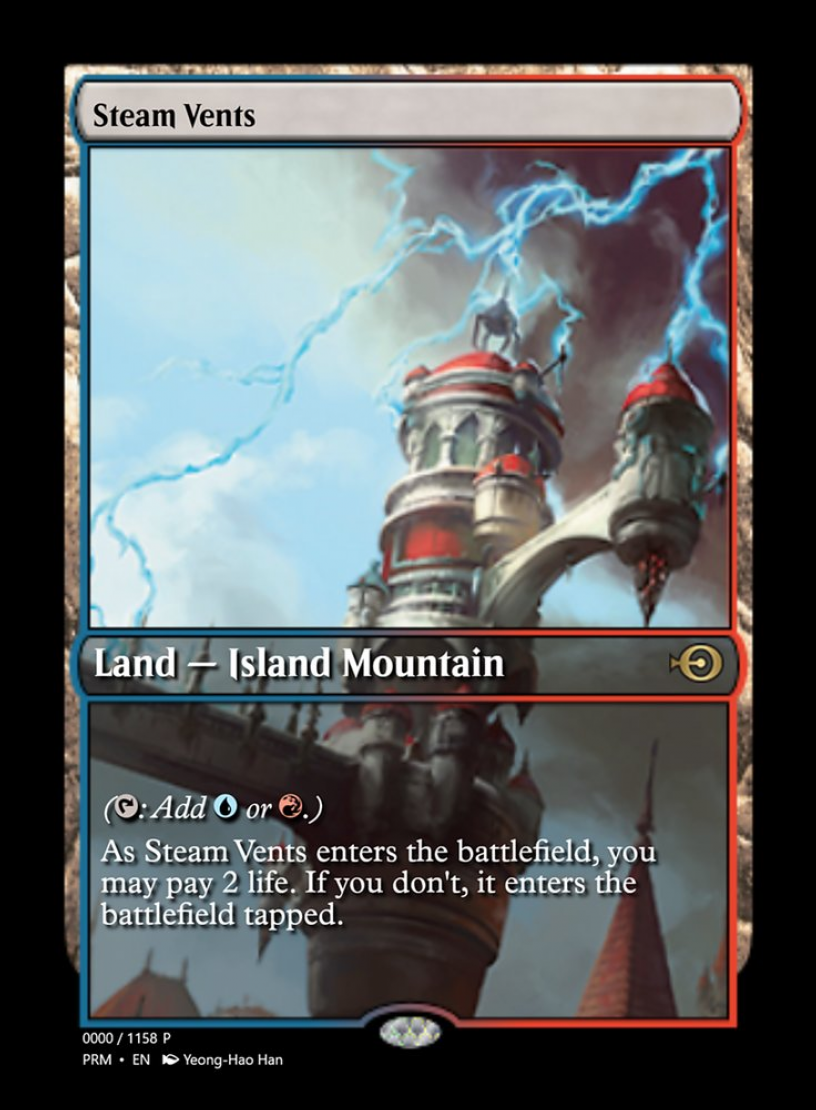 Steam Vents
Land — Island Mountain
(: Add or .)
As Steam Vents enters the battlefield, you
may pay 2 life. If you don't, it enters the
battlefield tapped.
0000 / 1158 P
PRM • EN Yeong-Hao Han